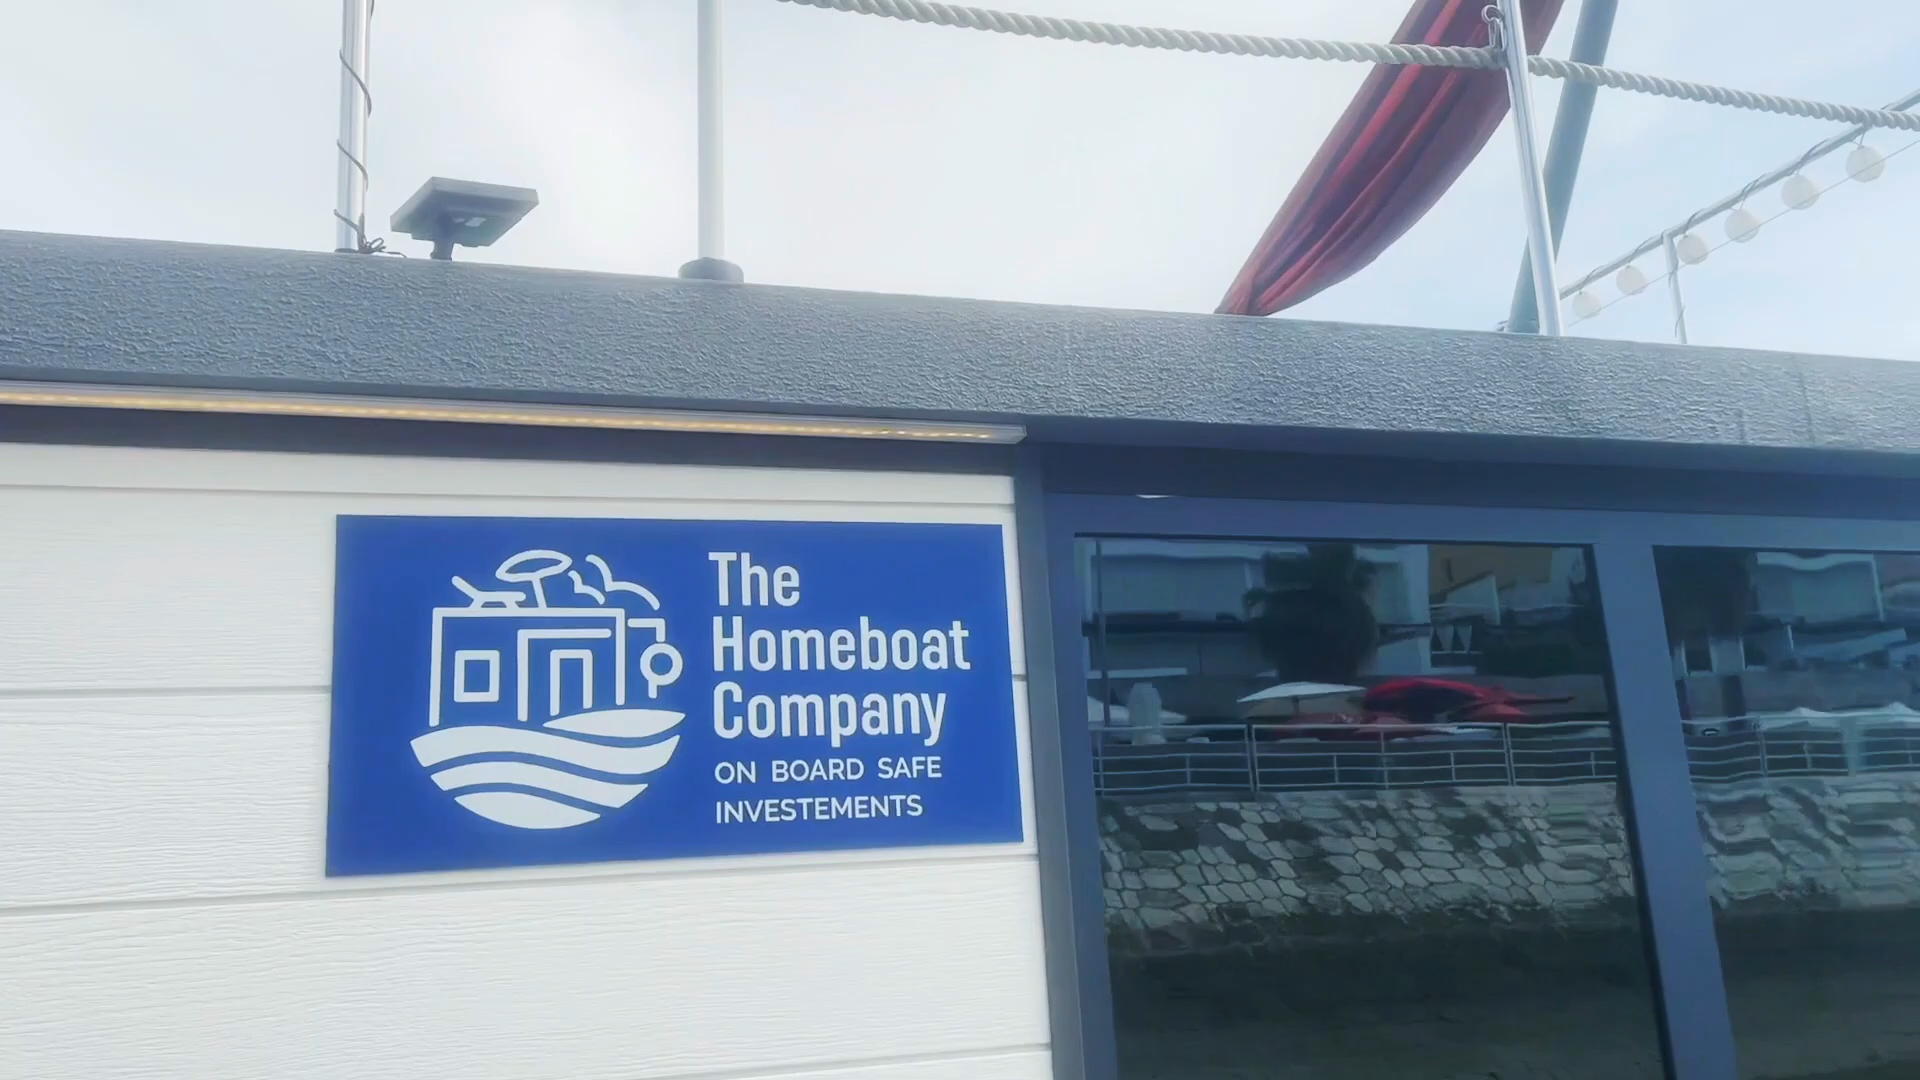 The
Homeboat
Company
ON BOARD SAFE
INVESTEMENTS